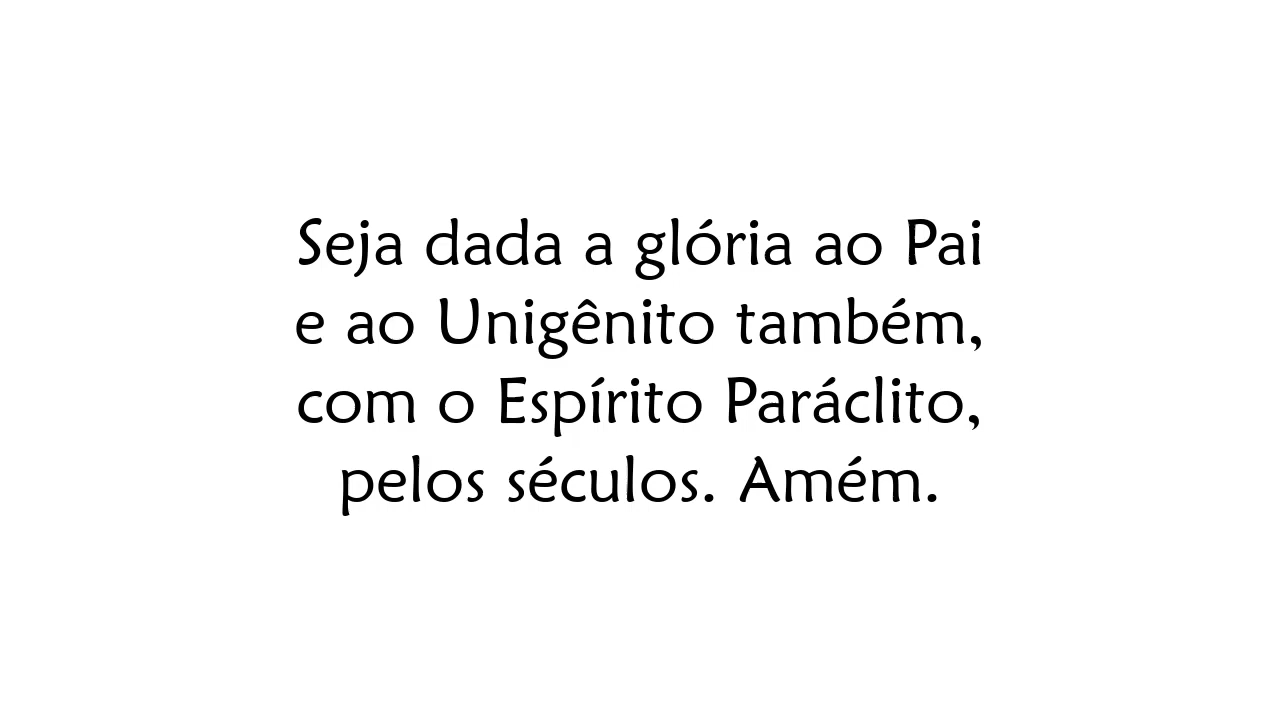 Seja dada a glória ao Pai
e ao Unigênito também,
com o Espírito Paráclito,
pelos séculos. Amém.